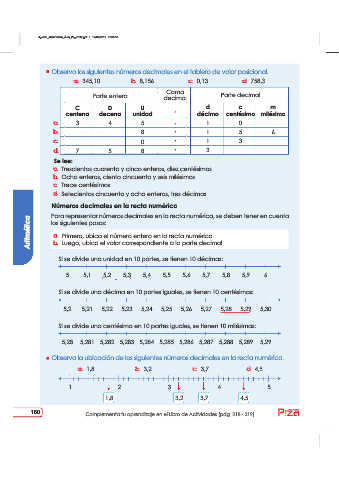 Observa los siguientes números decimales en el tablero de valor posicional.
a. 345,10 b. 8,156 c. 0,13 d. 758,3
Parte entera Coma decimal Parte decimal
C centena D decena U unidad , d décimo c centésimo m milésimo
a. 3 4 5 , 1 0
b. 8 , 1 5 6
c. 0 , 1 3
d. 7 5 8 , 3
Se lee:
a. Trescientos cuarenta y cinco enteros, diez centésimas
b. Ocho enteros, ciento cincuenta y seis milésimas
c. Trece centésimas
d. Setecientos cincuenta y ocho enteros, tres décimas
Números decimales en la recta numérica
Para representar números decimales en la recta numérica, se deben tener en cuenta
los siguientes pasos:
a. Primero, ubica el número entero en la recta numérica
b. Luego, ubica el valor correspondiente a la parte decimal
Si se divide una unidad en 10 partes, se tienen 10 décimas:
5 5,1 5,2 5,3 5,4 5,5 5,6 5,7 5,8 5,9 6
Si se divide una décima en 10 partes iguales, se tienen 10 centésimas:
5,2 5,21 5,22 5,23 5,24 5,25 5,26 5,27 5,28 5,29 5,30
Si se divide una centésima en 10 partes iguales, se tienen 10 milésimas:
5,28 5,281 5,282 5,283 5,284 5,285 5,286 5,287 5,288 5,289 5,29
Observa la ubicación de los siguientes números decimales en la recta numérica.
a. 1,8 b. 3,2 c. 3,7 d. 4,5
1 2 3 4 5
1,8 3,2 3,7 4,5
Aritmética
160
Complementa tu aprendizaje en el Libro de Actividades (pág. 218 - 219)